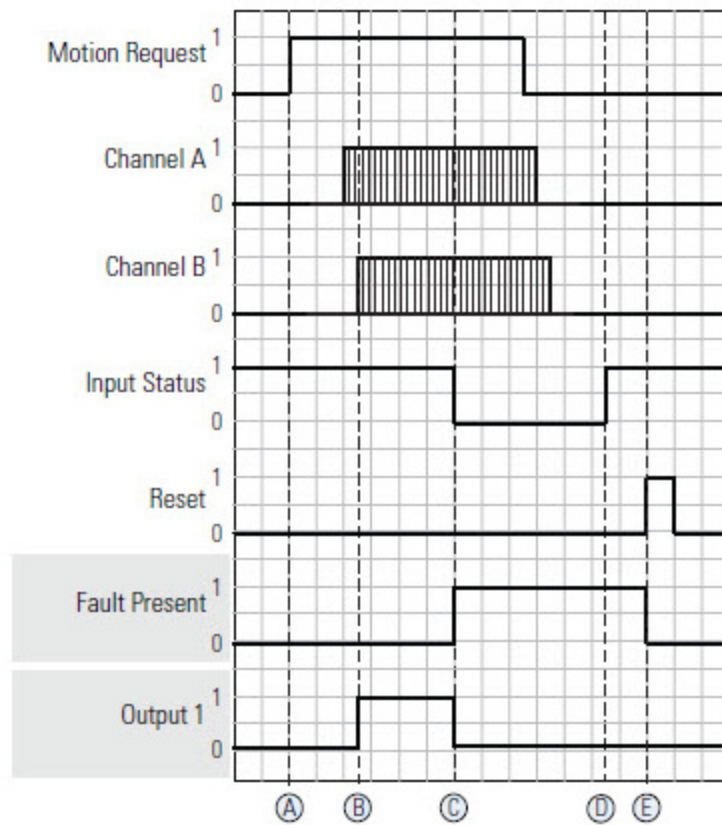 Motion Request 1
0
Channel A 1
0
Channel B 1
0
Input Status 1
0
Reset 1
0
Fault Present 1
0
Output 1 1
0
Ⓐ Ⓑ Ⓒ Ⓓ Ⓔ